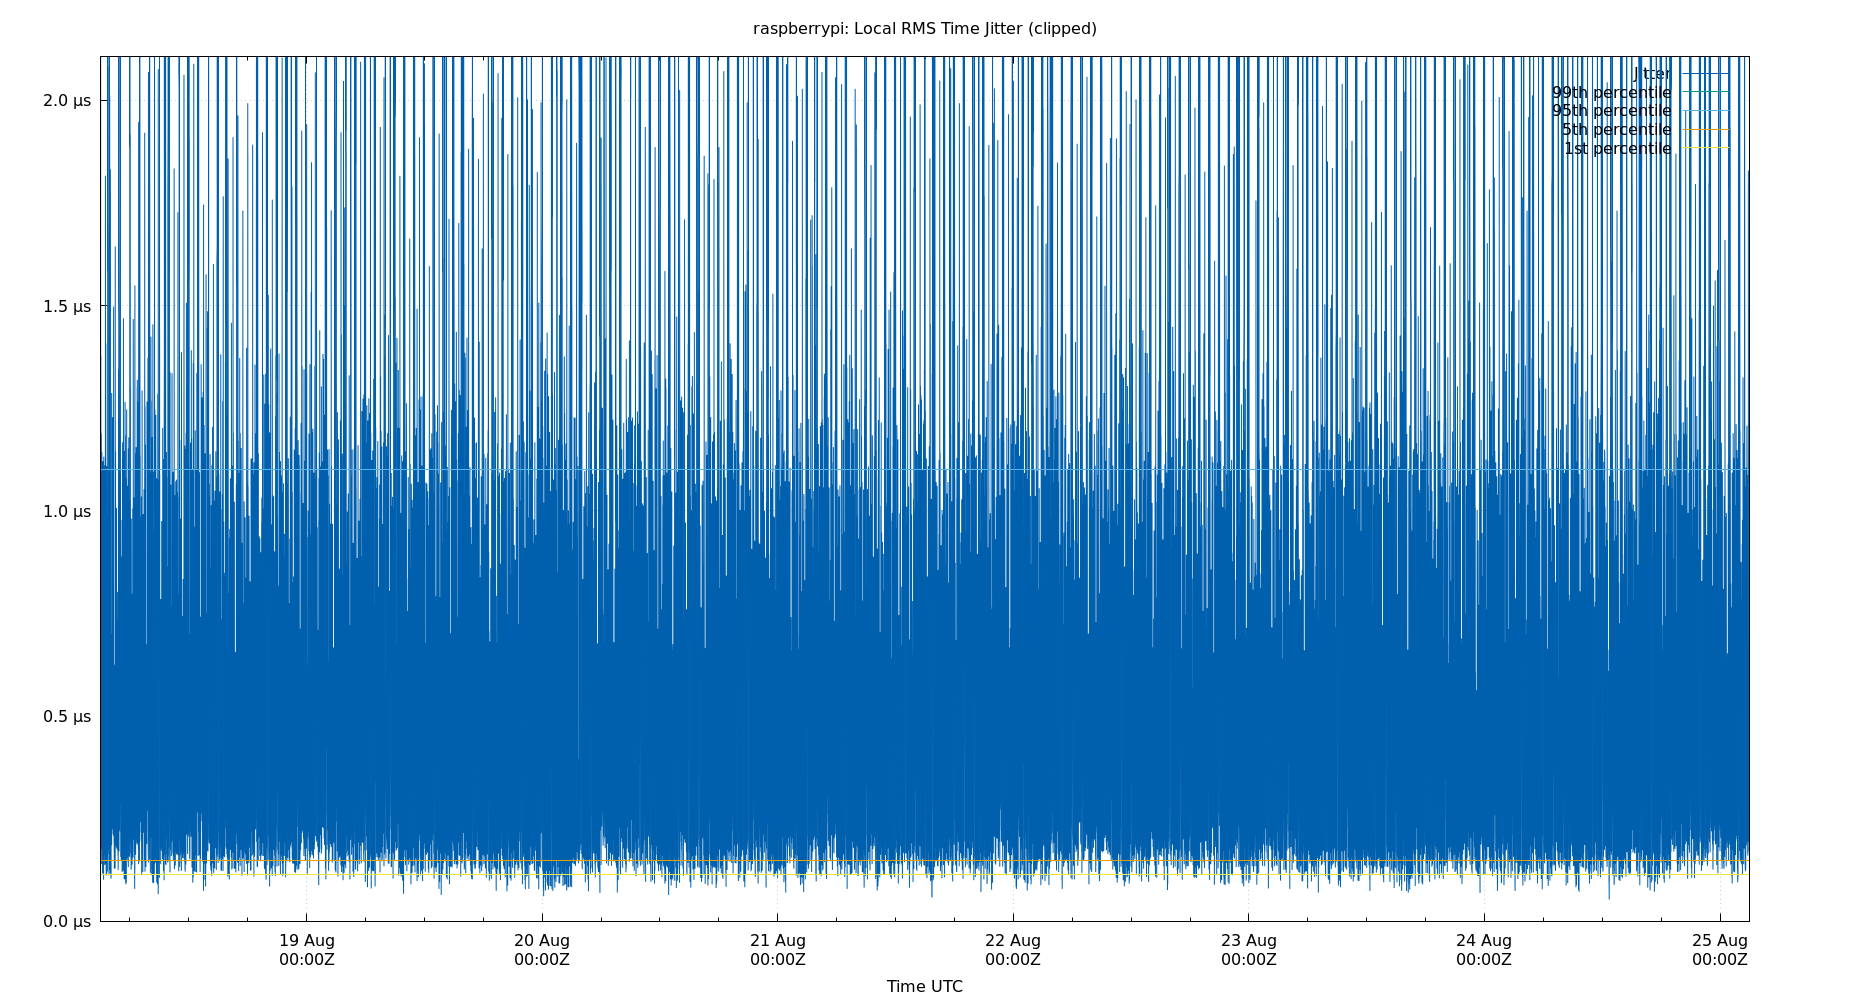 raspberrypi: Local RMS Time Jitter (clipped)
Jitter
99th percentile
95th percentile
5th percentile
1st percentile
2.0 µs
1.5 µs
1.0 µs
0.5 µs
0.0 µs
19 Aug 20 Aug 21 Aug 22 Aug 23 Aug 24 Aug 25 Aug
00:00Z 00:00Z 00:00Z 00:00Z 00:00Z 00:00Z 00:00Z
Time UTC